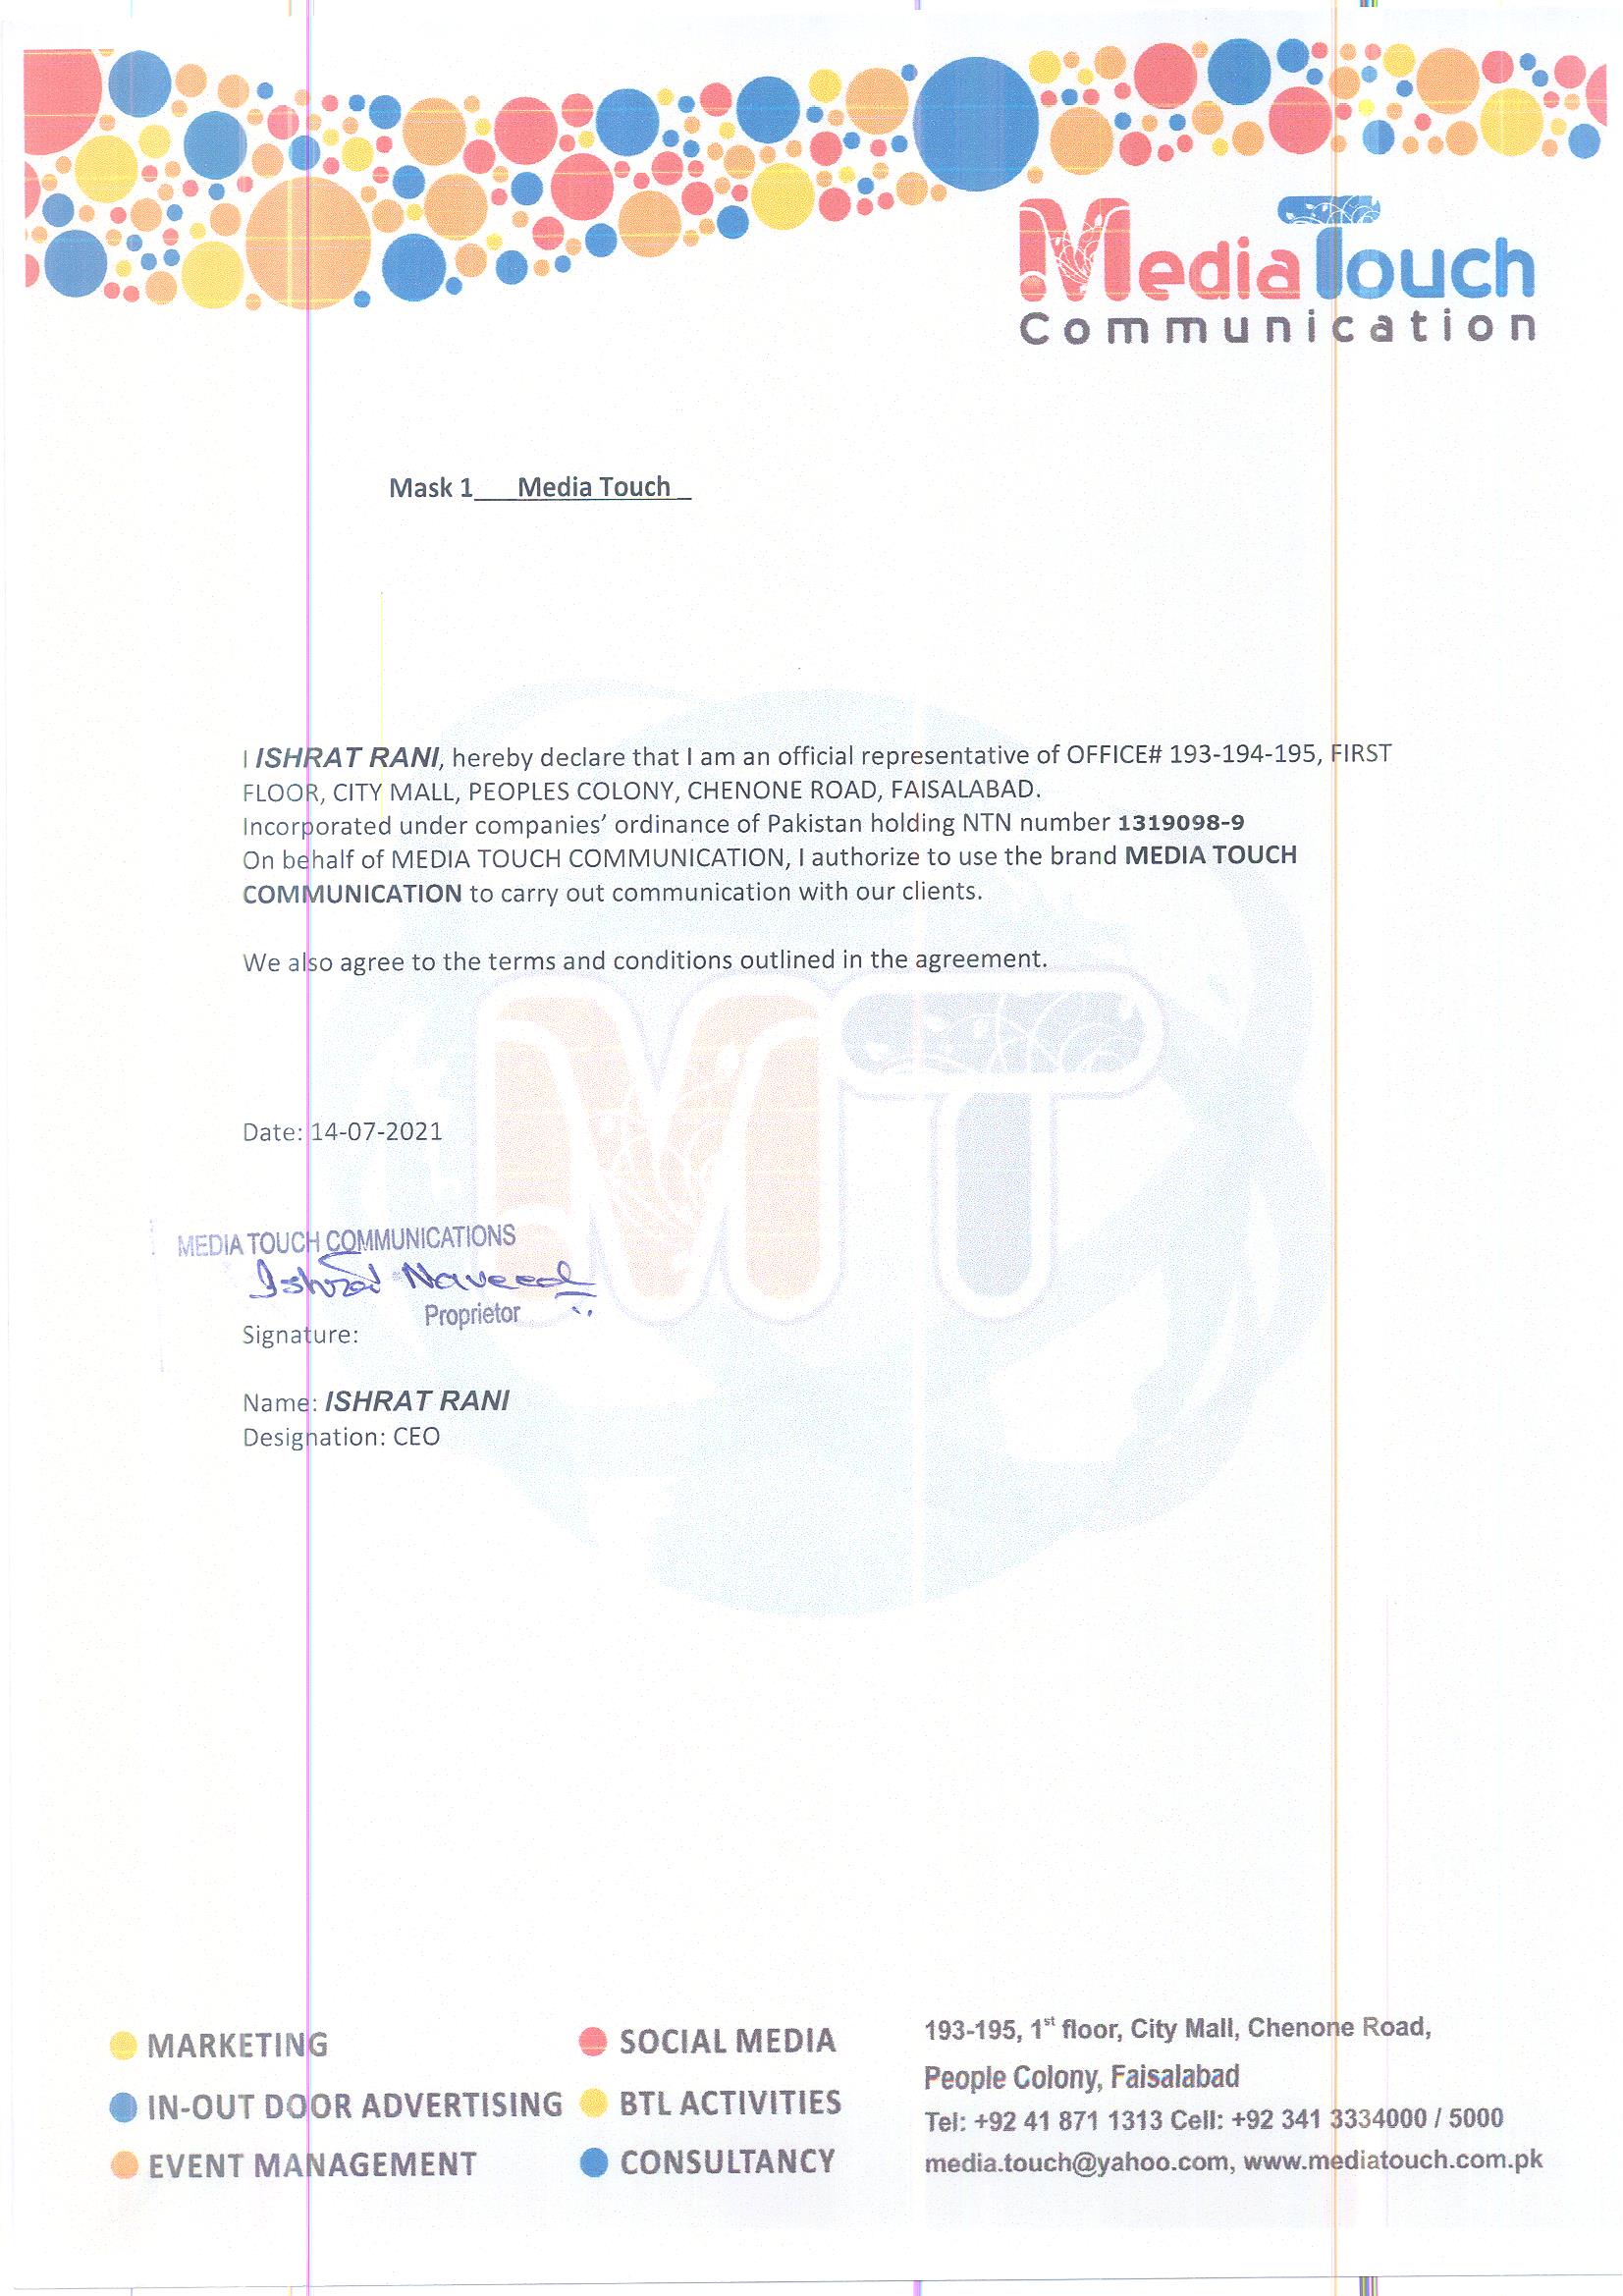 Media Touch
Communication
Mask 1___Media Touch_
I ISHRAT RANI, hereby declare that I am an official representative of OFFICE# 193-194-195, FIRST
FLOOR, CITY MALL, PEOPLES COLONY, CHENONE ROAD, FAISALABAD.
Incorporated under companies’ ordinance of Pakistan holding NTN number 1319098-9
On behalf of MEDIA TOUCH COMMUNICATION, I authorize to use the brand MEDIA TOUCH
COMMUNICATION to carry out communication with our clients.
We also agree to the terms and conditions outlined in the agreement.
MT
Date: 14-07-2021
MEDIA TOUCH COMMUNICATIONS
Ishrat Naveed
Proprietor
Signature:
Name: ISHRAT RANI
Designation: CEO
MARKETING
IN-OUT DOOR ADVERTISING
EVENT MANAGEMENT
SOCIAL MEDIA
BTL ACTIVITIES
CONSULTANCY
193-195, 1st floor, City Mall, Chenone Road,
People Colony, Faisalabad
Tel: +92 41 871 1313 Cell: +92 341 3334000 / 5000
media.touch@yahoo.com, www.mediatouch.com.pk